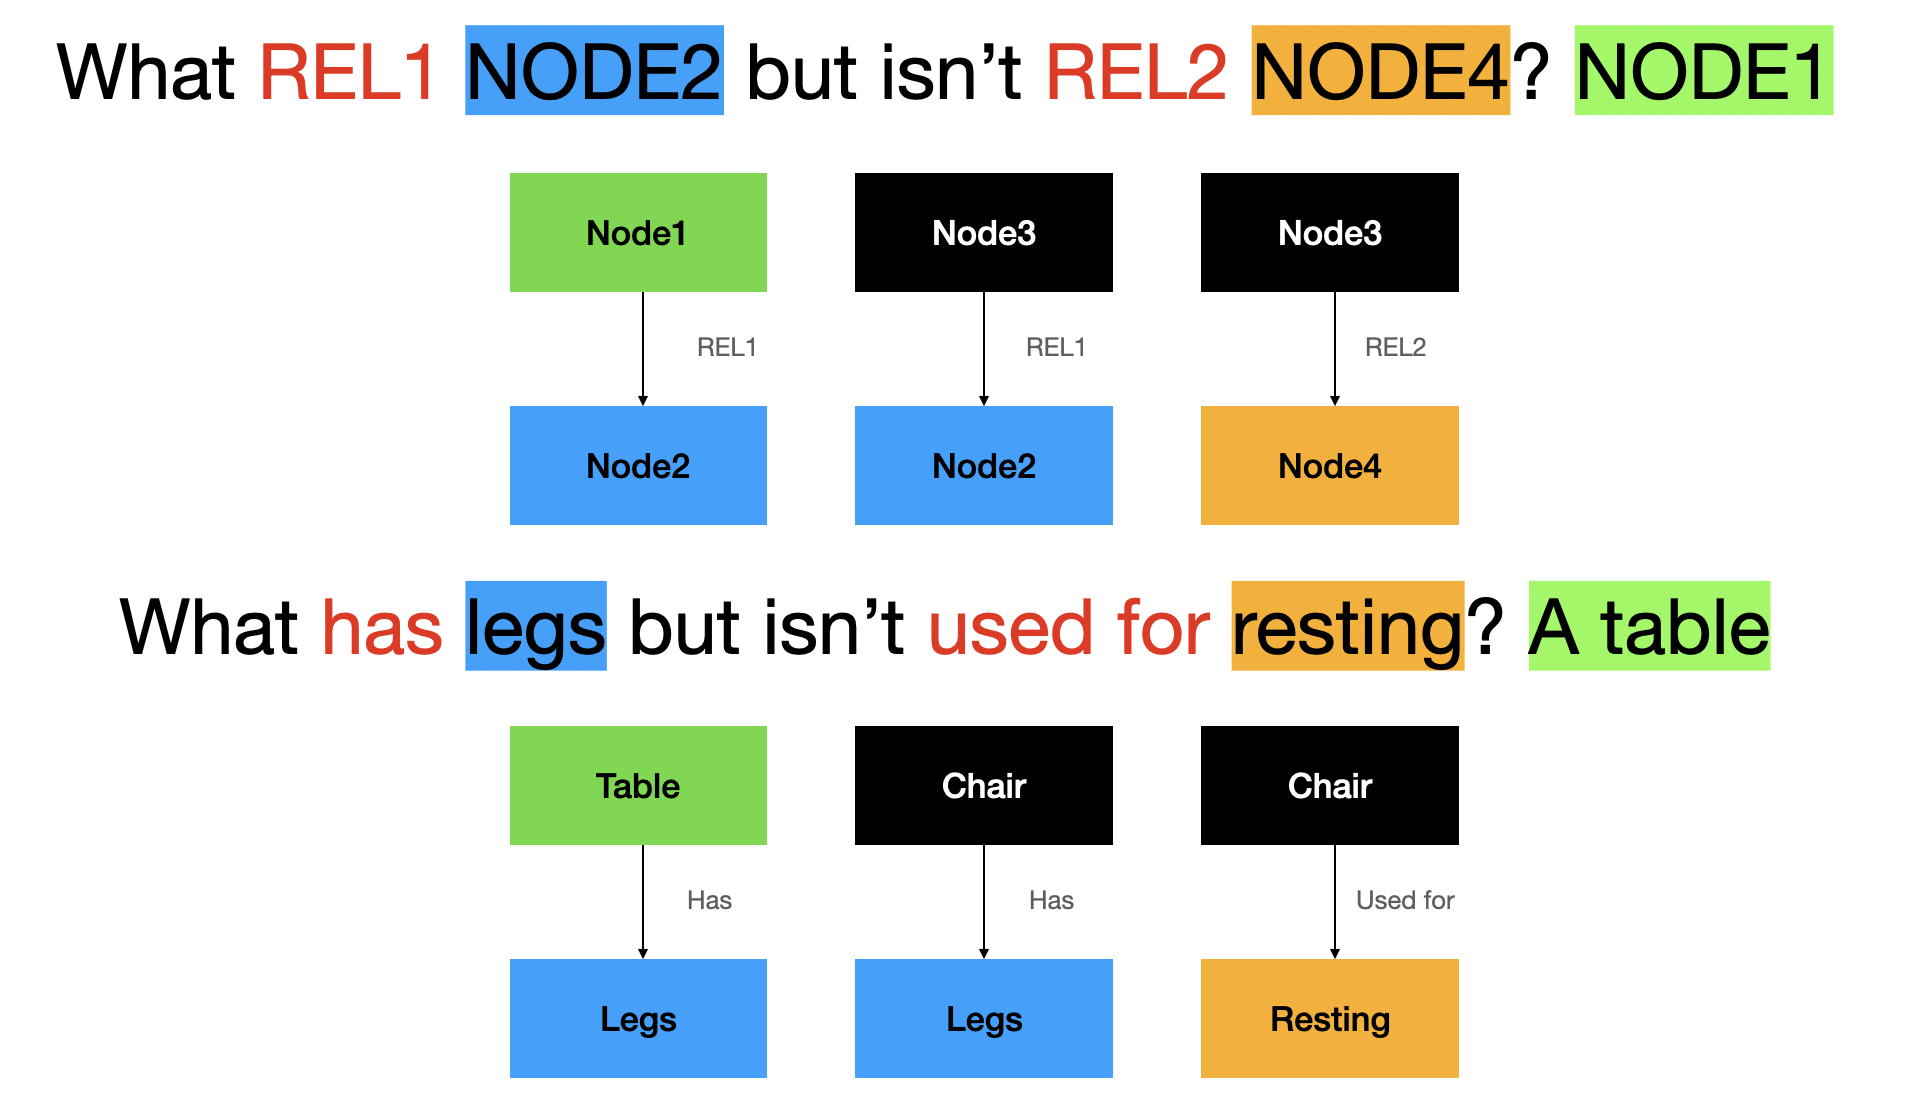 What REL1 NODE2 but isn’t REL2 NODE4? NODE1
Node1 Node3 Node3
REL1 REL1 REL2
Node2 Node2 Node4
What has legs but isn’t used for resting? A table
Table Chair Chair
Has Has Used for
Legs Legs Resting